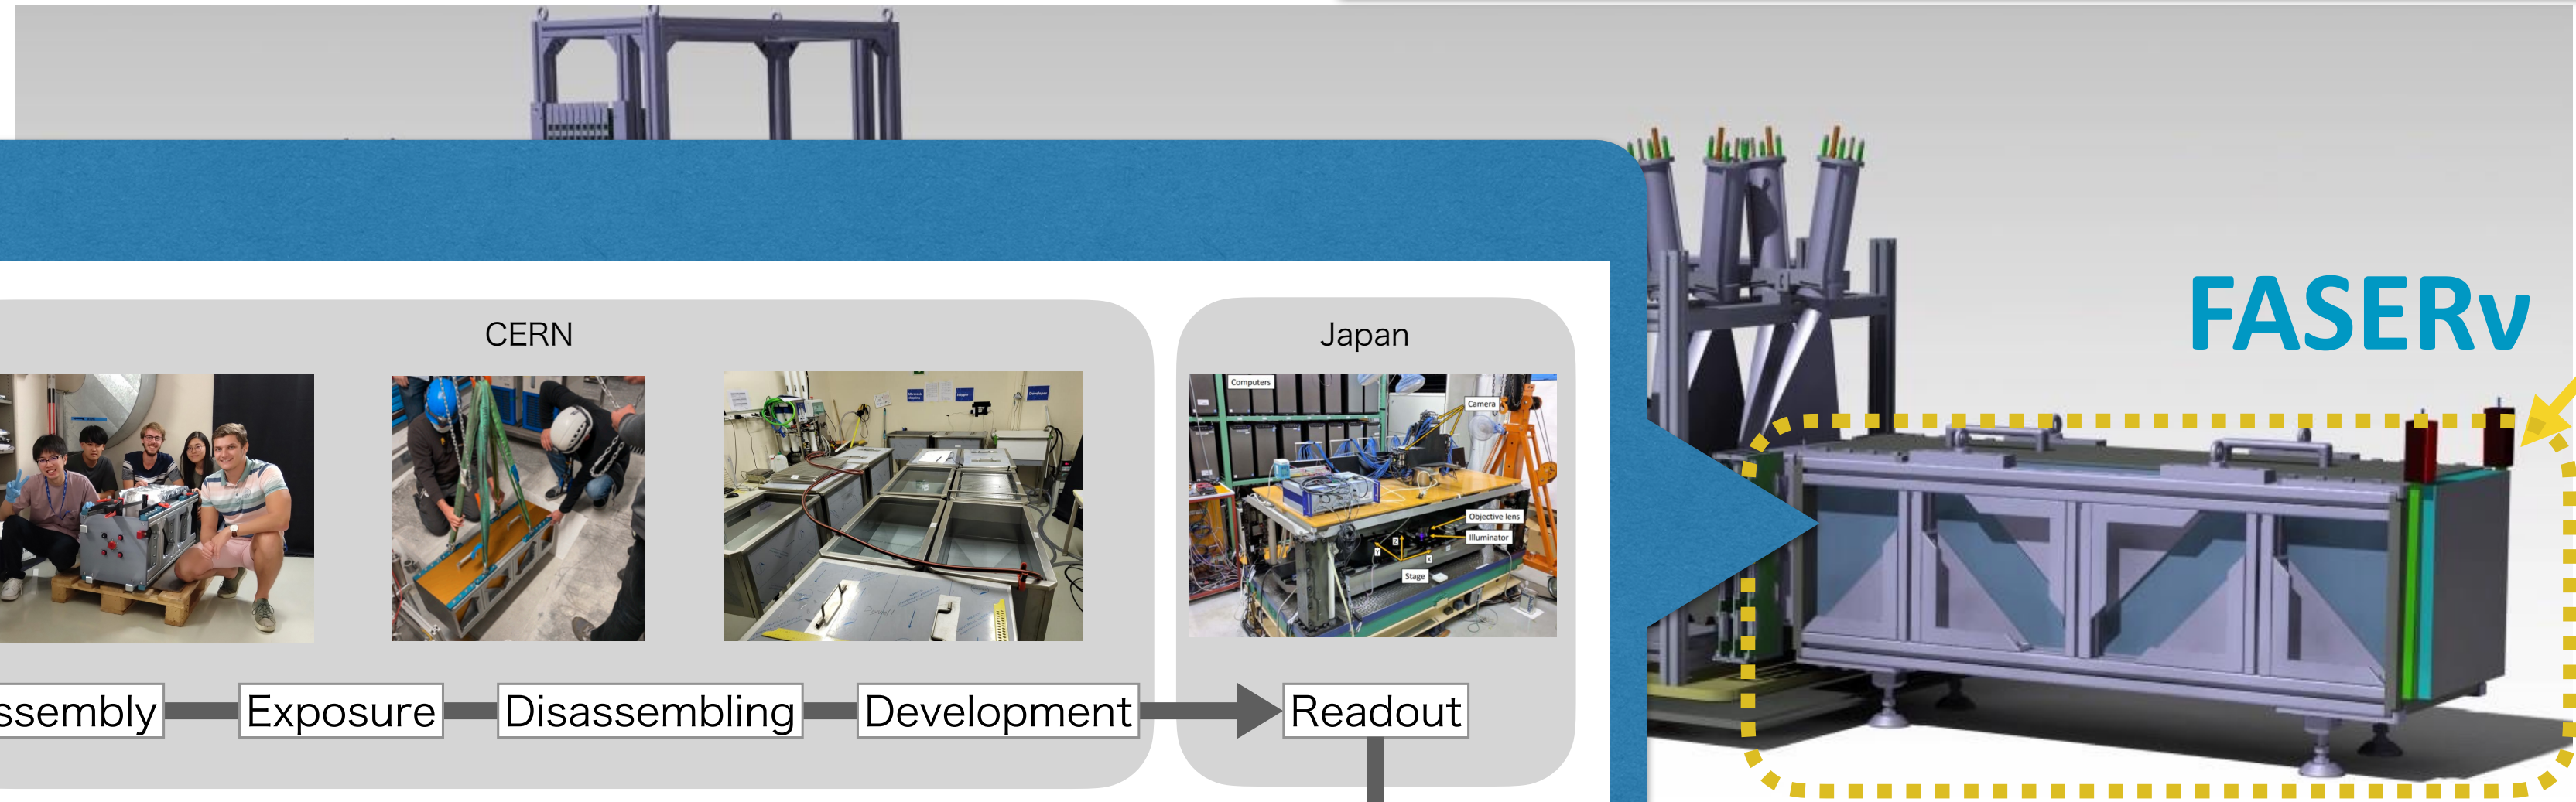 CERN
Japan
FASERν
Computers
Camera
Objective lens
Illuminator
Z
Y
X
Stage
ssembly
Exposure
Disassembling
Development
Readout